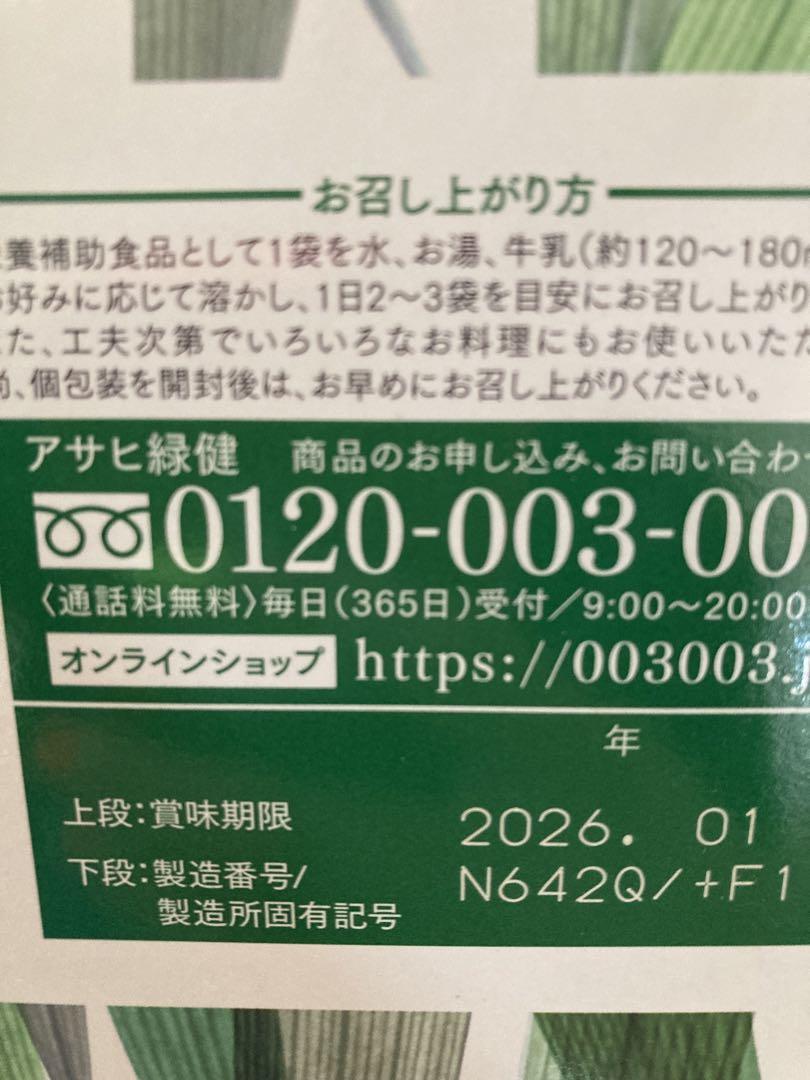 お召し上がり方
養補助食品として1袋を水、お湯、牛乳(約120〜180
好みに応じて溶かし、1日2〜3袋を目安にお召し上がり
た、工夫次第でいろいろなお料理にもお使いいた
、個包装を開封後は、お早めにお召し上がりください。
アサヒ緑健 商品のお申し込み、お問い合わ
0120-003-00
〈通話料無料〉毎日(365日)受付/9:00〜20:00
オンラインショップ https://003003.j
年
上段:賞味期限 2026. 01
下段:製造番号/ N642Q/+F1
製造所固有記号